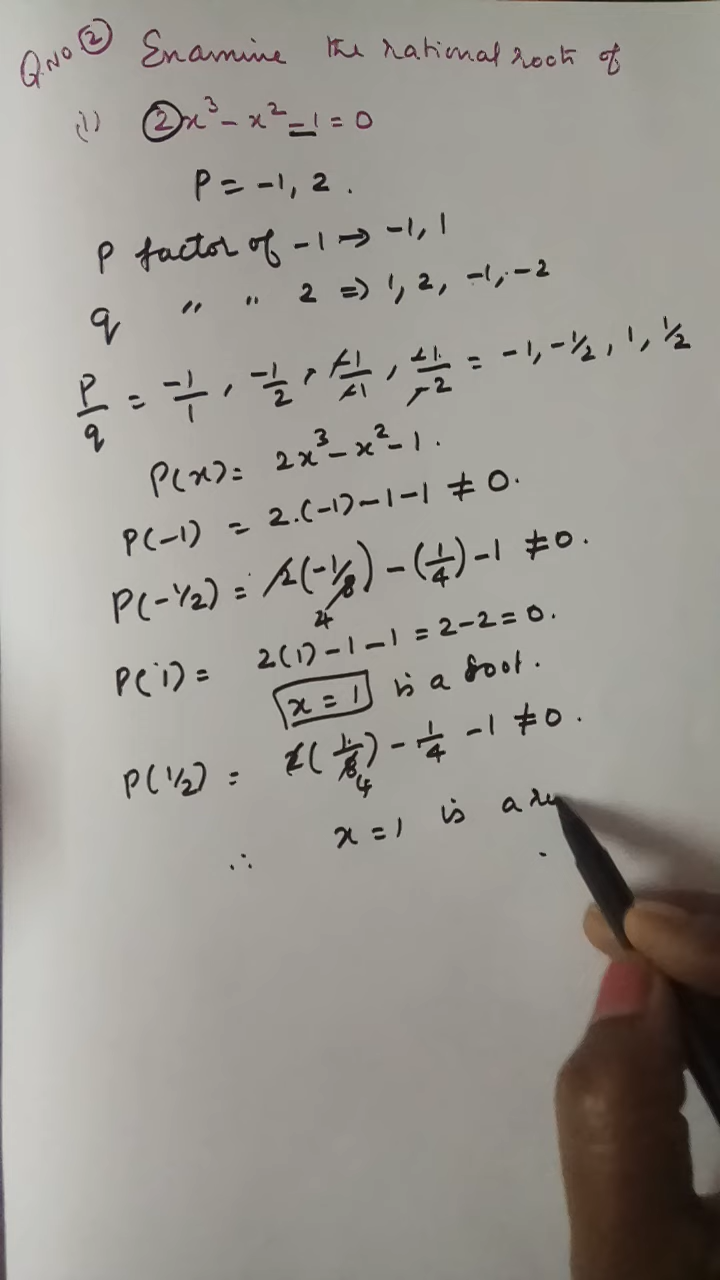 Q.NO ② Examine the rational root of
(i) 2x³ - x² - 1 = 0
P = -1, 2.
P factor of -1 → -1, 1
q " " 2 ⇒ 1, 2, -1, -2
P/q = -1/1, -1/2, -1/-1, -1/-2 = -1, -1/2, 1, 1/2
P(x) = 2x³ - x² - 1.
P(-1) = 2.(-1) - 1 - 1 ≠ 0.
P(-1/2) = 2(-1/8) - (1/4) - 1 ≠ 0.
4
P(1) = 2(1) - 1 - 1 = 2 - 2 = 0.
x = 1 is a root.
P(1/2) = 2(1/8) - 1/4 - 1 ≠ 0.
4
∴ x = 1 is a